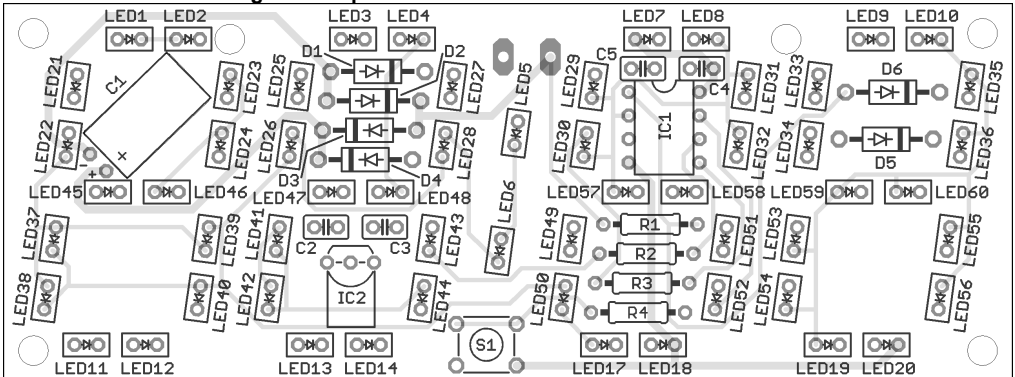 LED1 LED2 LED3 LED4 LED7 LED8 LED9 LED10
D1 D2
LED21 C1 LED23 LED25 LED27 LED5 LED29 C5 C4 LED31 LED33 D6 LED35
LED22 LED24 LED26 LED28 LED30 IC1 LED32 LED34 D5 LED36
- + +
D3 D4
LED45 LED46 LED47 LED48 LED6 LED57 LED58 LED59 LED60
LED37 LED39 LED41 C2 C3 LED43 LED49 R1 LED51 LED53 LED55
R2
LED38 LED40 LED42 IC2 LED44 LED50 R3 LED52 LED54 LED56
R4
S1
LED11 LED12 LED13 LED14 LED17 LED18 LED19 LED20